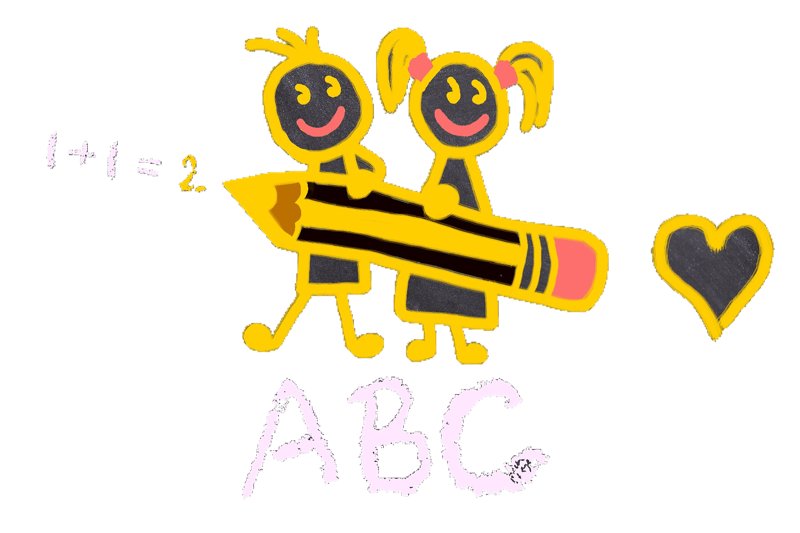 1 + 1 = 2
ABC